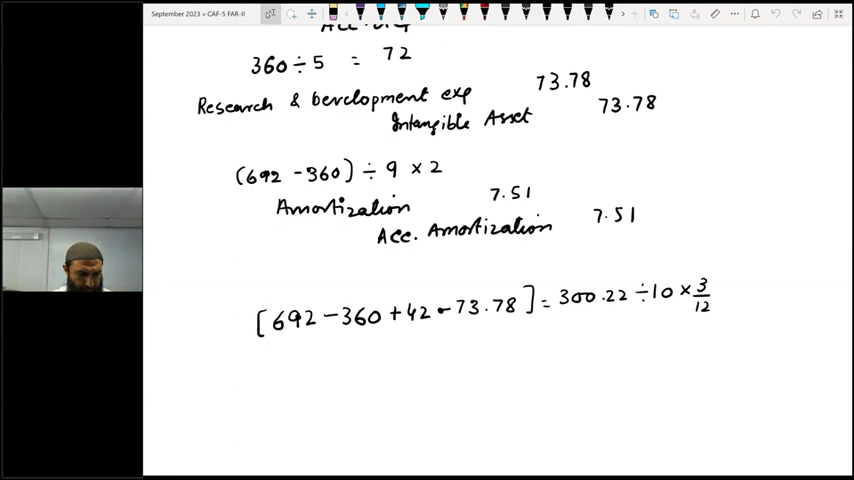 September 2023 » CAF-5 FAR-II
360 ÷ 5 = 72
Research & Devclopment exp 73.78
Intangible Asset 73.78
(692 - 360) ÷ 9 × 2
Amortization 7.51
Acc. Amortization 7.51
[692 - 360 + 42 - 73.78] = 300.22 ÷ 10 × 3/12